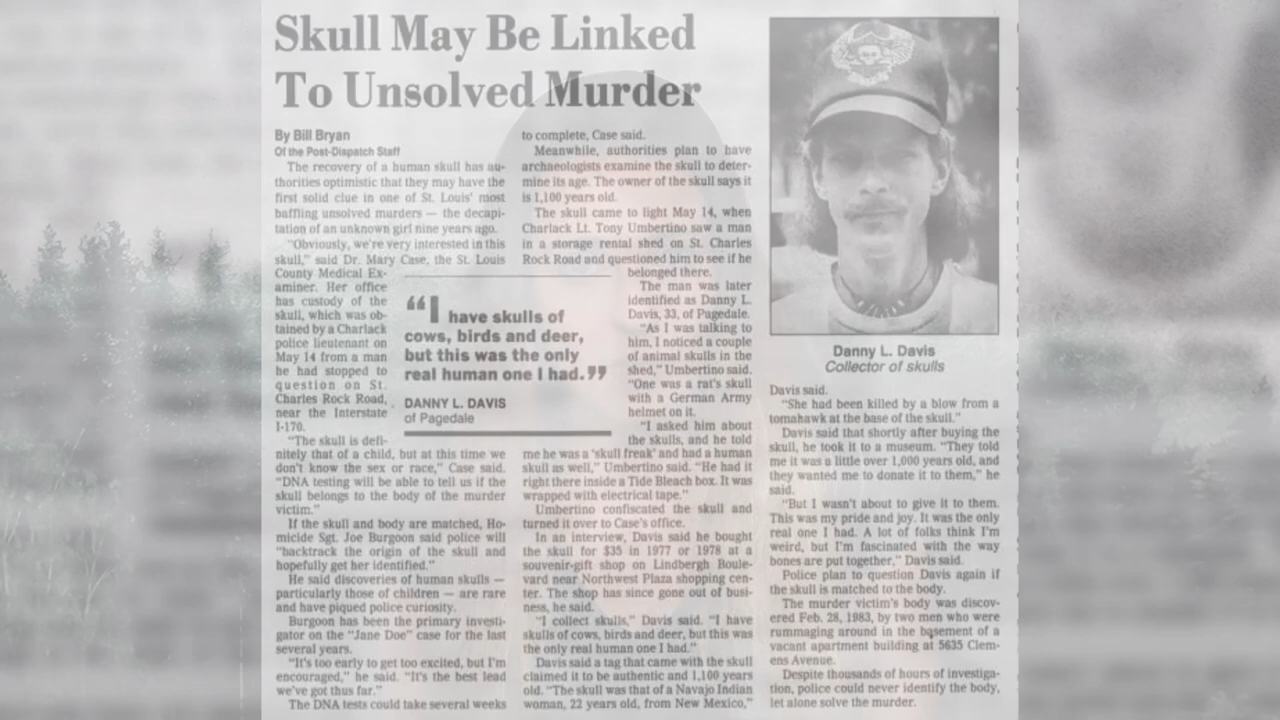 Skull May Be Linked
To Unsolved Murder
By Bill Bryan
Of the Post-Dispatch Staff
The recovery of a human skull has au-
thorities optimistic that they may have the
first solid clue in one of St. Louis' most
baffling unsolved murders — the decapi-
tation of an unknown girl nine years ago.
"Obviously, we're very interested in this
skull," said Dr. Mary Case, the St. Louis
County Medical Ex-
aminer. Her office
has custody of the
skull, which was ob-
tained by a Charlack
police lieutenant on
May 14 from a man
he had stopped to
question on St.
Charles Rock Road,
near the Interstate
I-170.
"The skull is defi-
nitely that of a child, but at this time we
don't know the sex or race," Case said.
"DNA testing will be able to tell us if the
skull belongs to the body of the murder
victim."
If the skull and body are matched, Ho-
micide Sgt. Joe Burgoon said police will
"backtrack the origin of the skull and
hopefully get her identified."
He said discoveries of human skulls —
particularly those of children — are rare
and have piqued police curiosity.
Burgoon has been the primary investi-
gator on the "Jane Doe" case for the last
several years.
"It's too early to get too excited, but I'm
encouraged," he said. "It's the best lead
we've got thus far."
The DNA tests could take several weeks
"I have skulls of
cows, birds and deer,
but this was the only
real human one I had."
DANNY L. DAVIS
of Pagedale
to complete, Case said.
Meanwhile, authorities plan to have
archaeologists examine the skull to deter-
mine its age. The owner of the skull says it
is 1,100 years old.
The skull came to light May 14, when
Charlack Lt. Tony Umbertino saw a man
in a storage rental shed on St. Charles
Rock Road and questioned him to see if he
belonged there.
The man was later
identified as Danny L.
Davis, 33, of Pagedale.
"As I was talking to
him, I noticed a couple
of animal skulls in the
shed," Umbertino said.
"One was a rat's skull
with a German Army
helmet on it.
"I asked him about
the skulls, and he told
me he was a 'skull freak' and had a human
skull as well," Umbertino said. "He had it
right there inside a Tide Bleach box. It was
wrapped with electrical tape."
Umbertino confiscated the skull and
turned it over to Case's office.
In an interview, Davis said he bought
the skull for $35 in 1977 or 1978 at a
souvenir-gift shop on Lindbergh Boule-
vard near Northwest Plaza shopping cen-
ter. The shop has since gone out of busi-
ness, he said.
"I collect skulls," Davis said. "I have
skulls of cows, birds and deer, but this was
the only real human one I had."
Davis said a tag that came with the skull
claimed it to be authentic and 1,100 years
old. "The skull was that of a Navajo Indian
woman, 22 years old, from New Mexico,"
Danny L. Davis
Collector of skulls
Davis said.
"She had been killed by a blow from a
tomahawk at the base of the skull."
Davis said that shortly after buying the
skull, he took it to a museum. "They told
me it was a little over 1,000 years old, and
they wanted me to donate it to them," he
said.
"But I wasn't about to give it to them.
This was my pride and joy. It was the only
real one I had. A lot of folks think I'm
weird, but I'm fascinated with the way
bones are put together," Davis said.
Police plan to question Davis again if
the skull is matched to the body.
The murder victim's body was discov-
ered Feb. 28, 1983, by two men who were
rummaging around in the basement of a
vacant apartment building at 5635 Clem-
ens Avenue.
Despite thousands of hours of investiga-
tion, police could never identify the body,
let alone solve the murder.